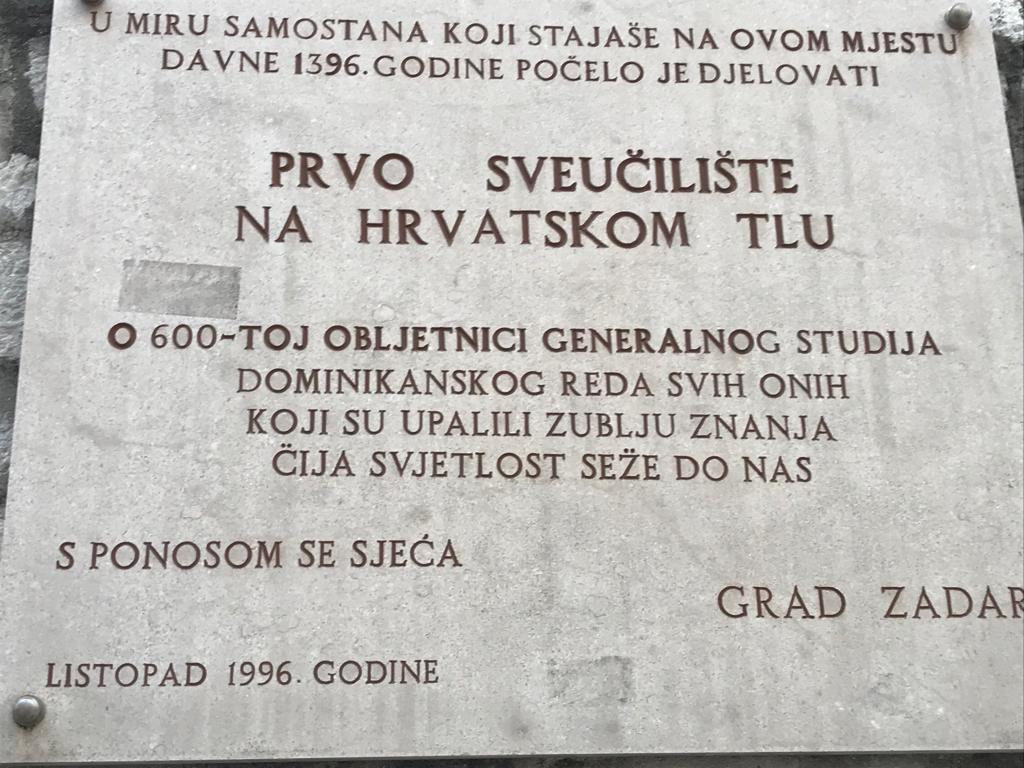 U MIRU SAMOSTANA KOJI STAJAŠE NA OVOM MJESTU
DAVNE 1396. GODINE POČELO JE DJELOVATI
PRVO SVEUČILIŠTE
NA HRVATSKOM TLU
O 600-TOJ OBLJETNICI GENERALNOG STUDIJA
DOMINIKANSKOG REDA SVIH ONIH
KOJI SU UPALILI ZUBLJU ZNANJA
ČIJA SVJETLOST SEŽE DO NAS
S PONOSOM SE SJEĆA
GRAD ZADAR
LISTOPAD 1996. GODINE